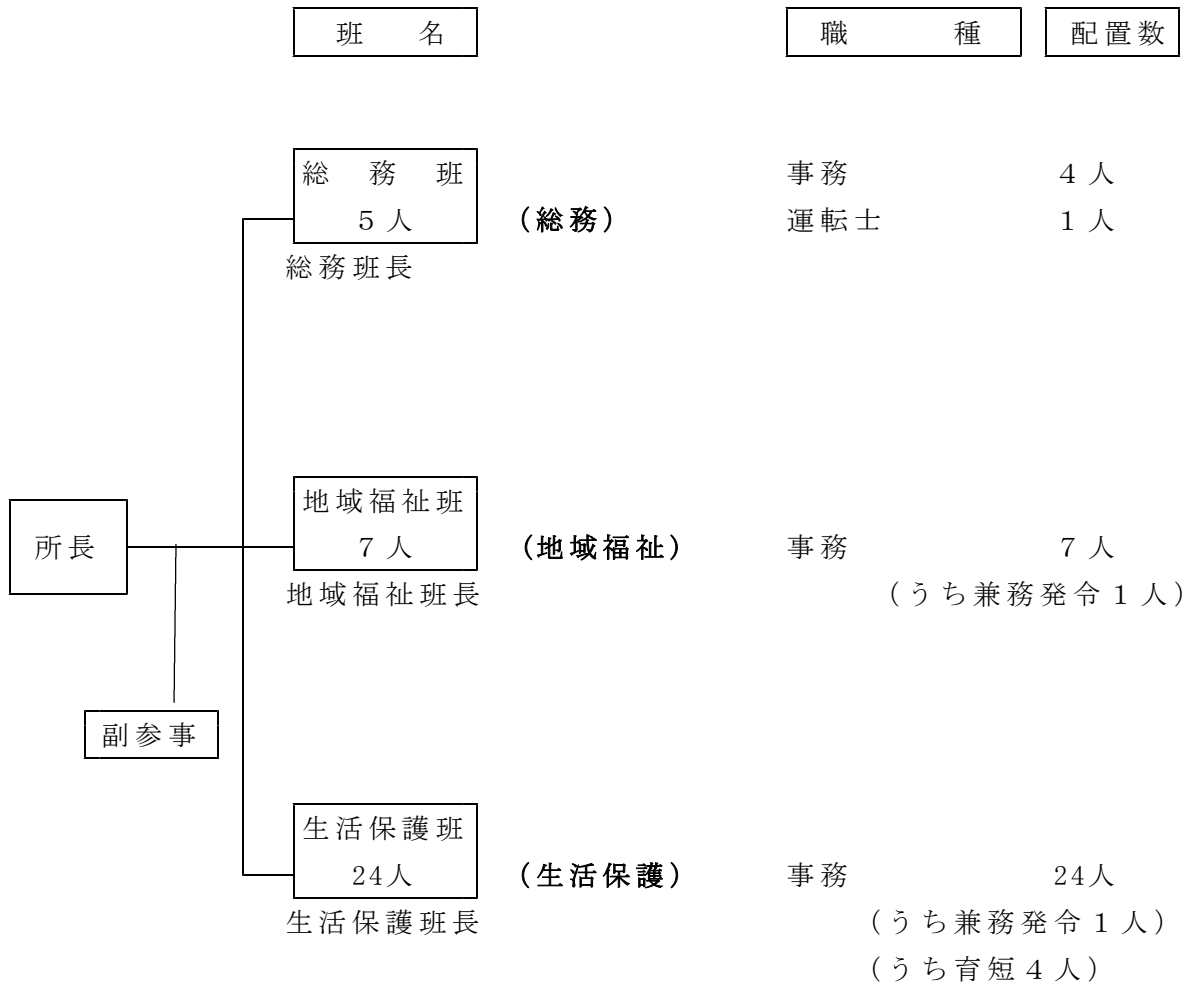 班　名　職　種　配置数
総　務　班　事務　４人
５人　（総務）　運転士　１人
総務班長
地域福祉班
所長　７人　（地域福祉）　事務　７人
地域福祉班長　（うち兼務発令１人）
副参事
生活保護班
24人　（生活保護）　事務　24人
生活保護班長　（うち兼務発令１人）
（うち育短４人）